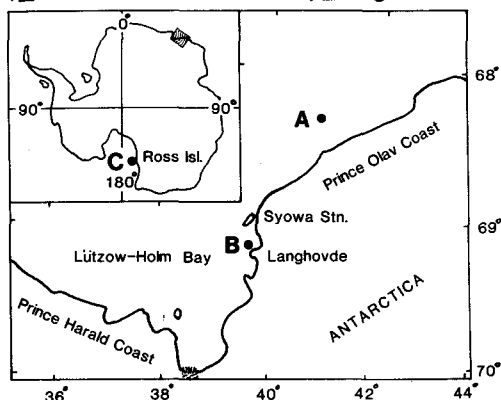 0°
68°
90°
90°
A
C
Ross Isl.
180°
Prince Olav Coast
Syowa Stn.
69°
B
Lützow-Holm Bay
Langhovde
ANTARCTICA
Prince Harald Coast
70°
36°
38°
40°
42°
44°